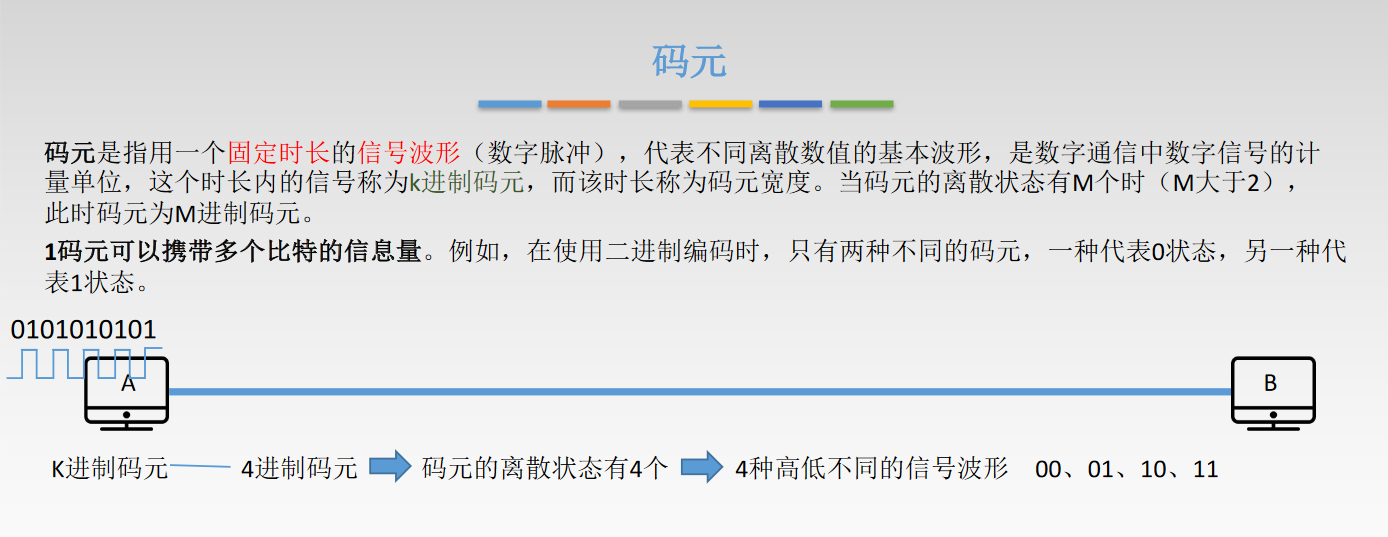 码元
码元是指用一个固定时长的信号波形（数字脉冲），代表不同离散数值的基本波形，是数字通信中数字信号的计
量单位，这个时长内的信号称为k进制码元，而该时长称为码元宽度。当码元的离散状态有M个时（M大于2），
此时码元为M进制码元。
1码元可以携带多个比特的信息量。例如，在使用二进制编码时，只有两种不同的码元，一种代表0状态，另一种代
表1状态。
0101010101
A
B
K进制码元 4进制码元 码元的离散状态有4个 4种高低不同的信号波形 00、01、10、11